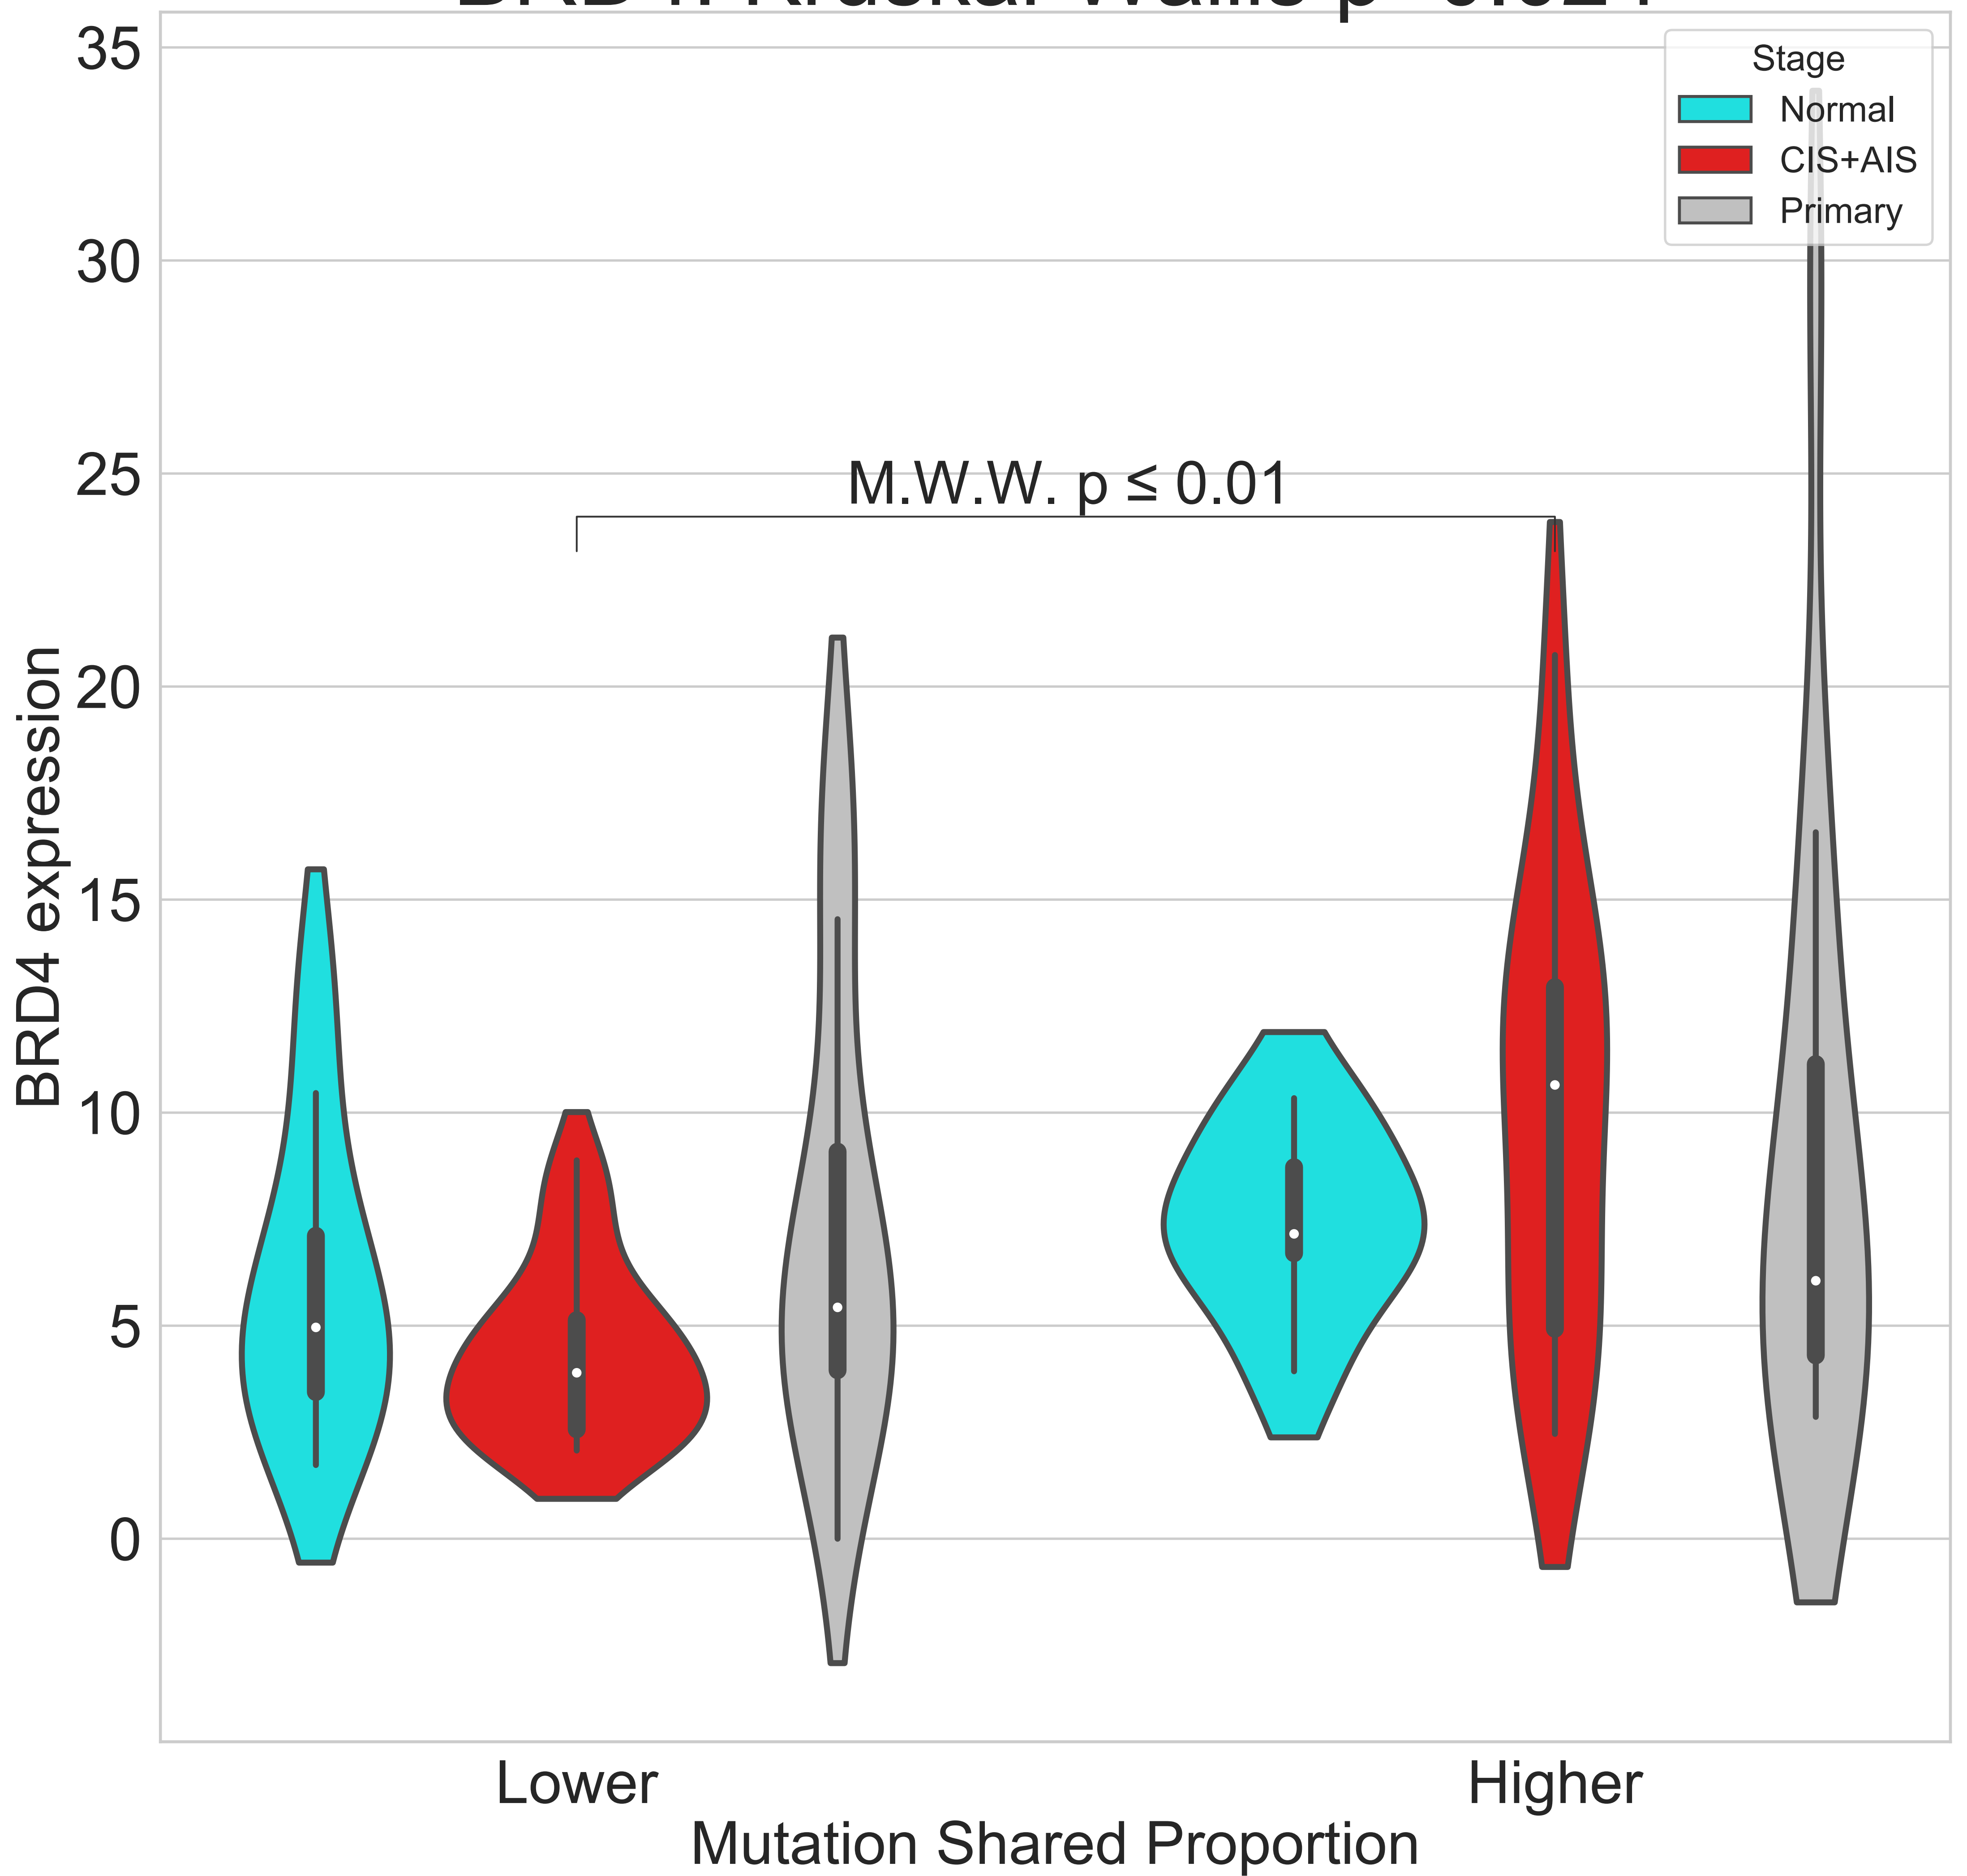 35
30
25
20
15
10
5
0
BRD4 expression
Stage
Normal
CIS+AIS
Primary
M.W.W. p ≤ 0.01
Lower
Higher
Mutation Shared Proportion